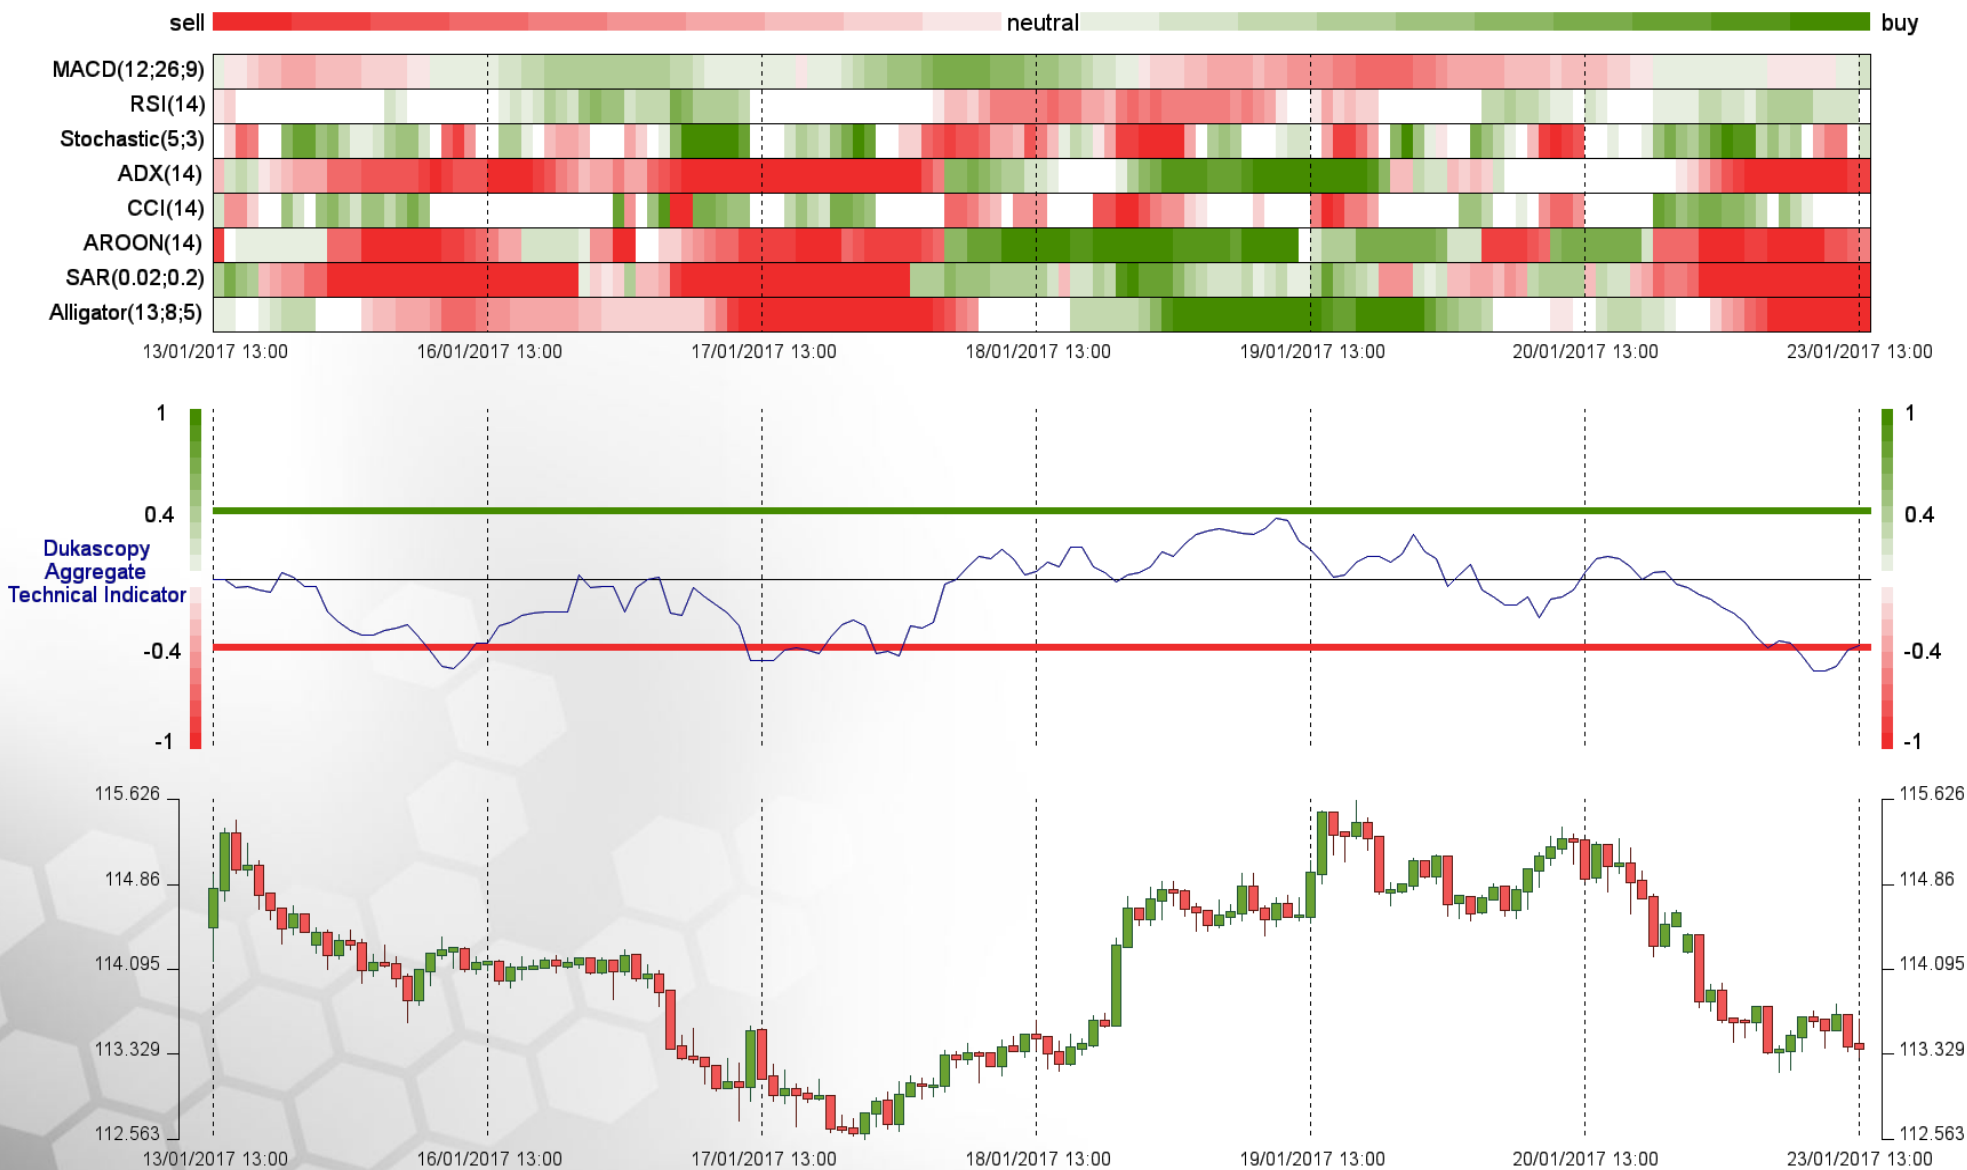 sell neutral buy
MACD(12;26;9)
RSI(14)
Stochastic(5;3)
ADX(14)
CCI(14)
AROON(14)
SAR(0.02;0.2)
Alligator(13;8;5)
13/01/2017 13:00 16/01/2017 13:00 17/01/2017 13:00 18/01/2017 13:00 19/01/2017 13:00 20/01/2017 13:00 23/01/2017 13:00
1 1
0.4 0.4
Dukascopy
Aggregate
Technical Indicator
-0.4 -0.4
-1 -1
115.626 115.626
114.86 114.86
114.095 114.095
113.329 113.329
112.563 112.563
13/01/2017 13:00 16/01/2017 13:00 17/01/2017 13:00 18/01/2017 13:00 19/01/2017 13:00 20/01/2017 13:00 23/01/2017 13:00